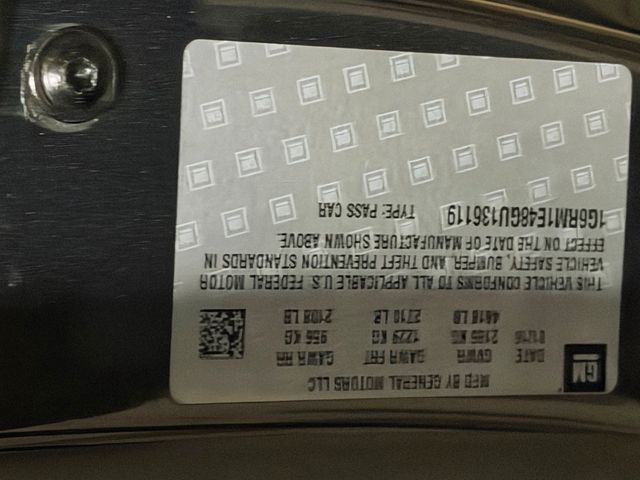 GM
MFD BY GENERAL MOTORS LLC
DATE GVWR GAWR FRT GAWR RR
01/16 2185 KG 1229 KG 956 KG
4818 LB 2710 LB 2108 LB
THIS VEHICLE CONFORMS TO ALL APPLICABLE U.S. FEDERAL MOTOR
VEHICLE SAFETY, BUMPER, AND THEFT PREVENTION STANDARDS IN
EFFECT ON THE DATE OF MANUFACTURE SHOWN ABOVE.
1G6RM1E48GU136119 TYPE: PASS CAR